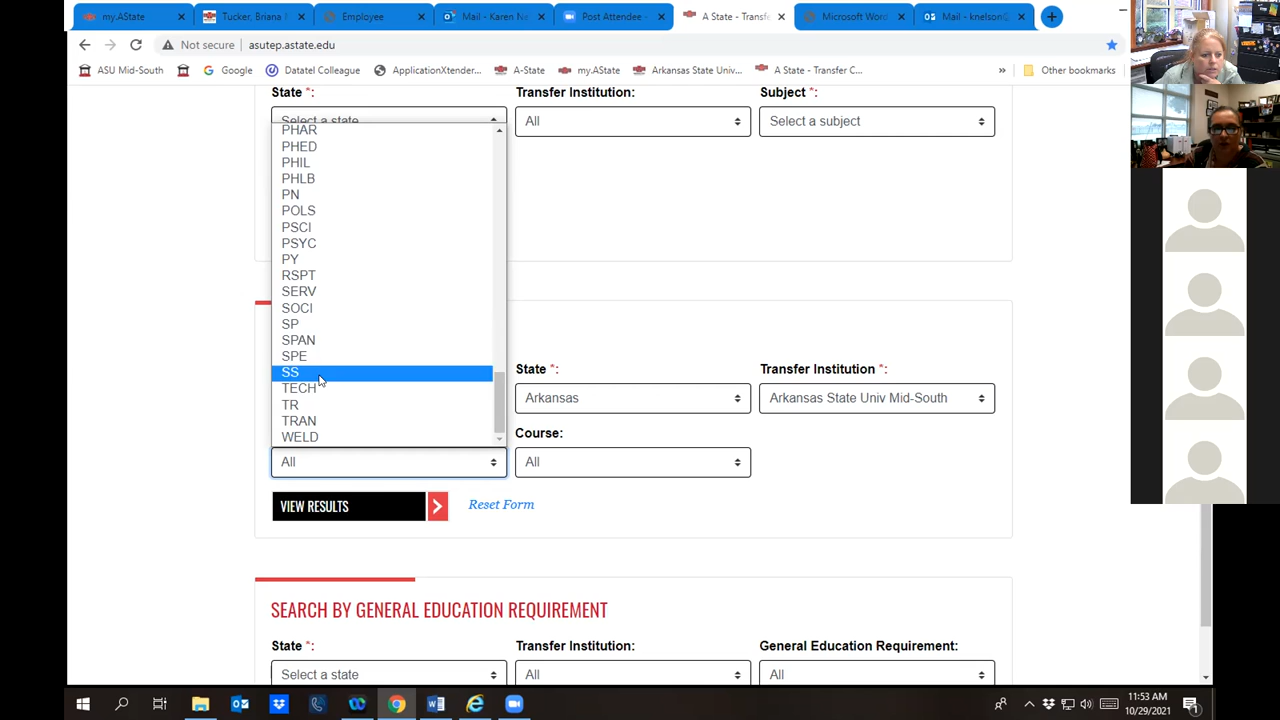 my.AState
Tucker, Briana N
Employee
Mail - Karen Ne
Post Attendee -
A State - Transfe
Microsoft Word
Mail - knelson@
Not secure
asutep.astate.edu
ASU Mid-South
Google
Datatel Colleague
ApplicationXtender...
A-State
my.AState
Arkansas State Univ...
A State - Transfer C...
»
Other bookmarks
State *:
Transfer Institution:
Subject *:
Select a state
All
Select a subject
PHAR
PHED
PHIL
PHLB
PN
POLS
PSCI
PSYC
PY
RSPT
SERV
SOCI
SP
SPAN
SPE
SS
TECH
TR
TRAN
WELD
State *:
Transfer Institution *:
Arkansas
Arkansas State Univ Mid-South
Course:
All
All
VIEW RESULTS
Reset Form
SEARCH BY GENERAL EDUCATION REQUIREMENT
State *:
Transfer Institution:
General Education Requirement:
Select a state
All
All
11:53 AM
10/29/2021